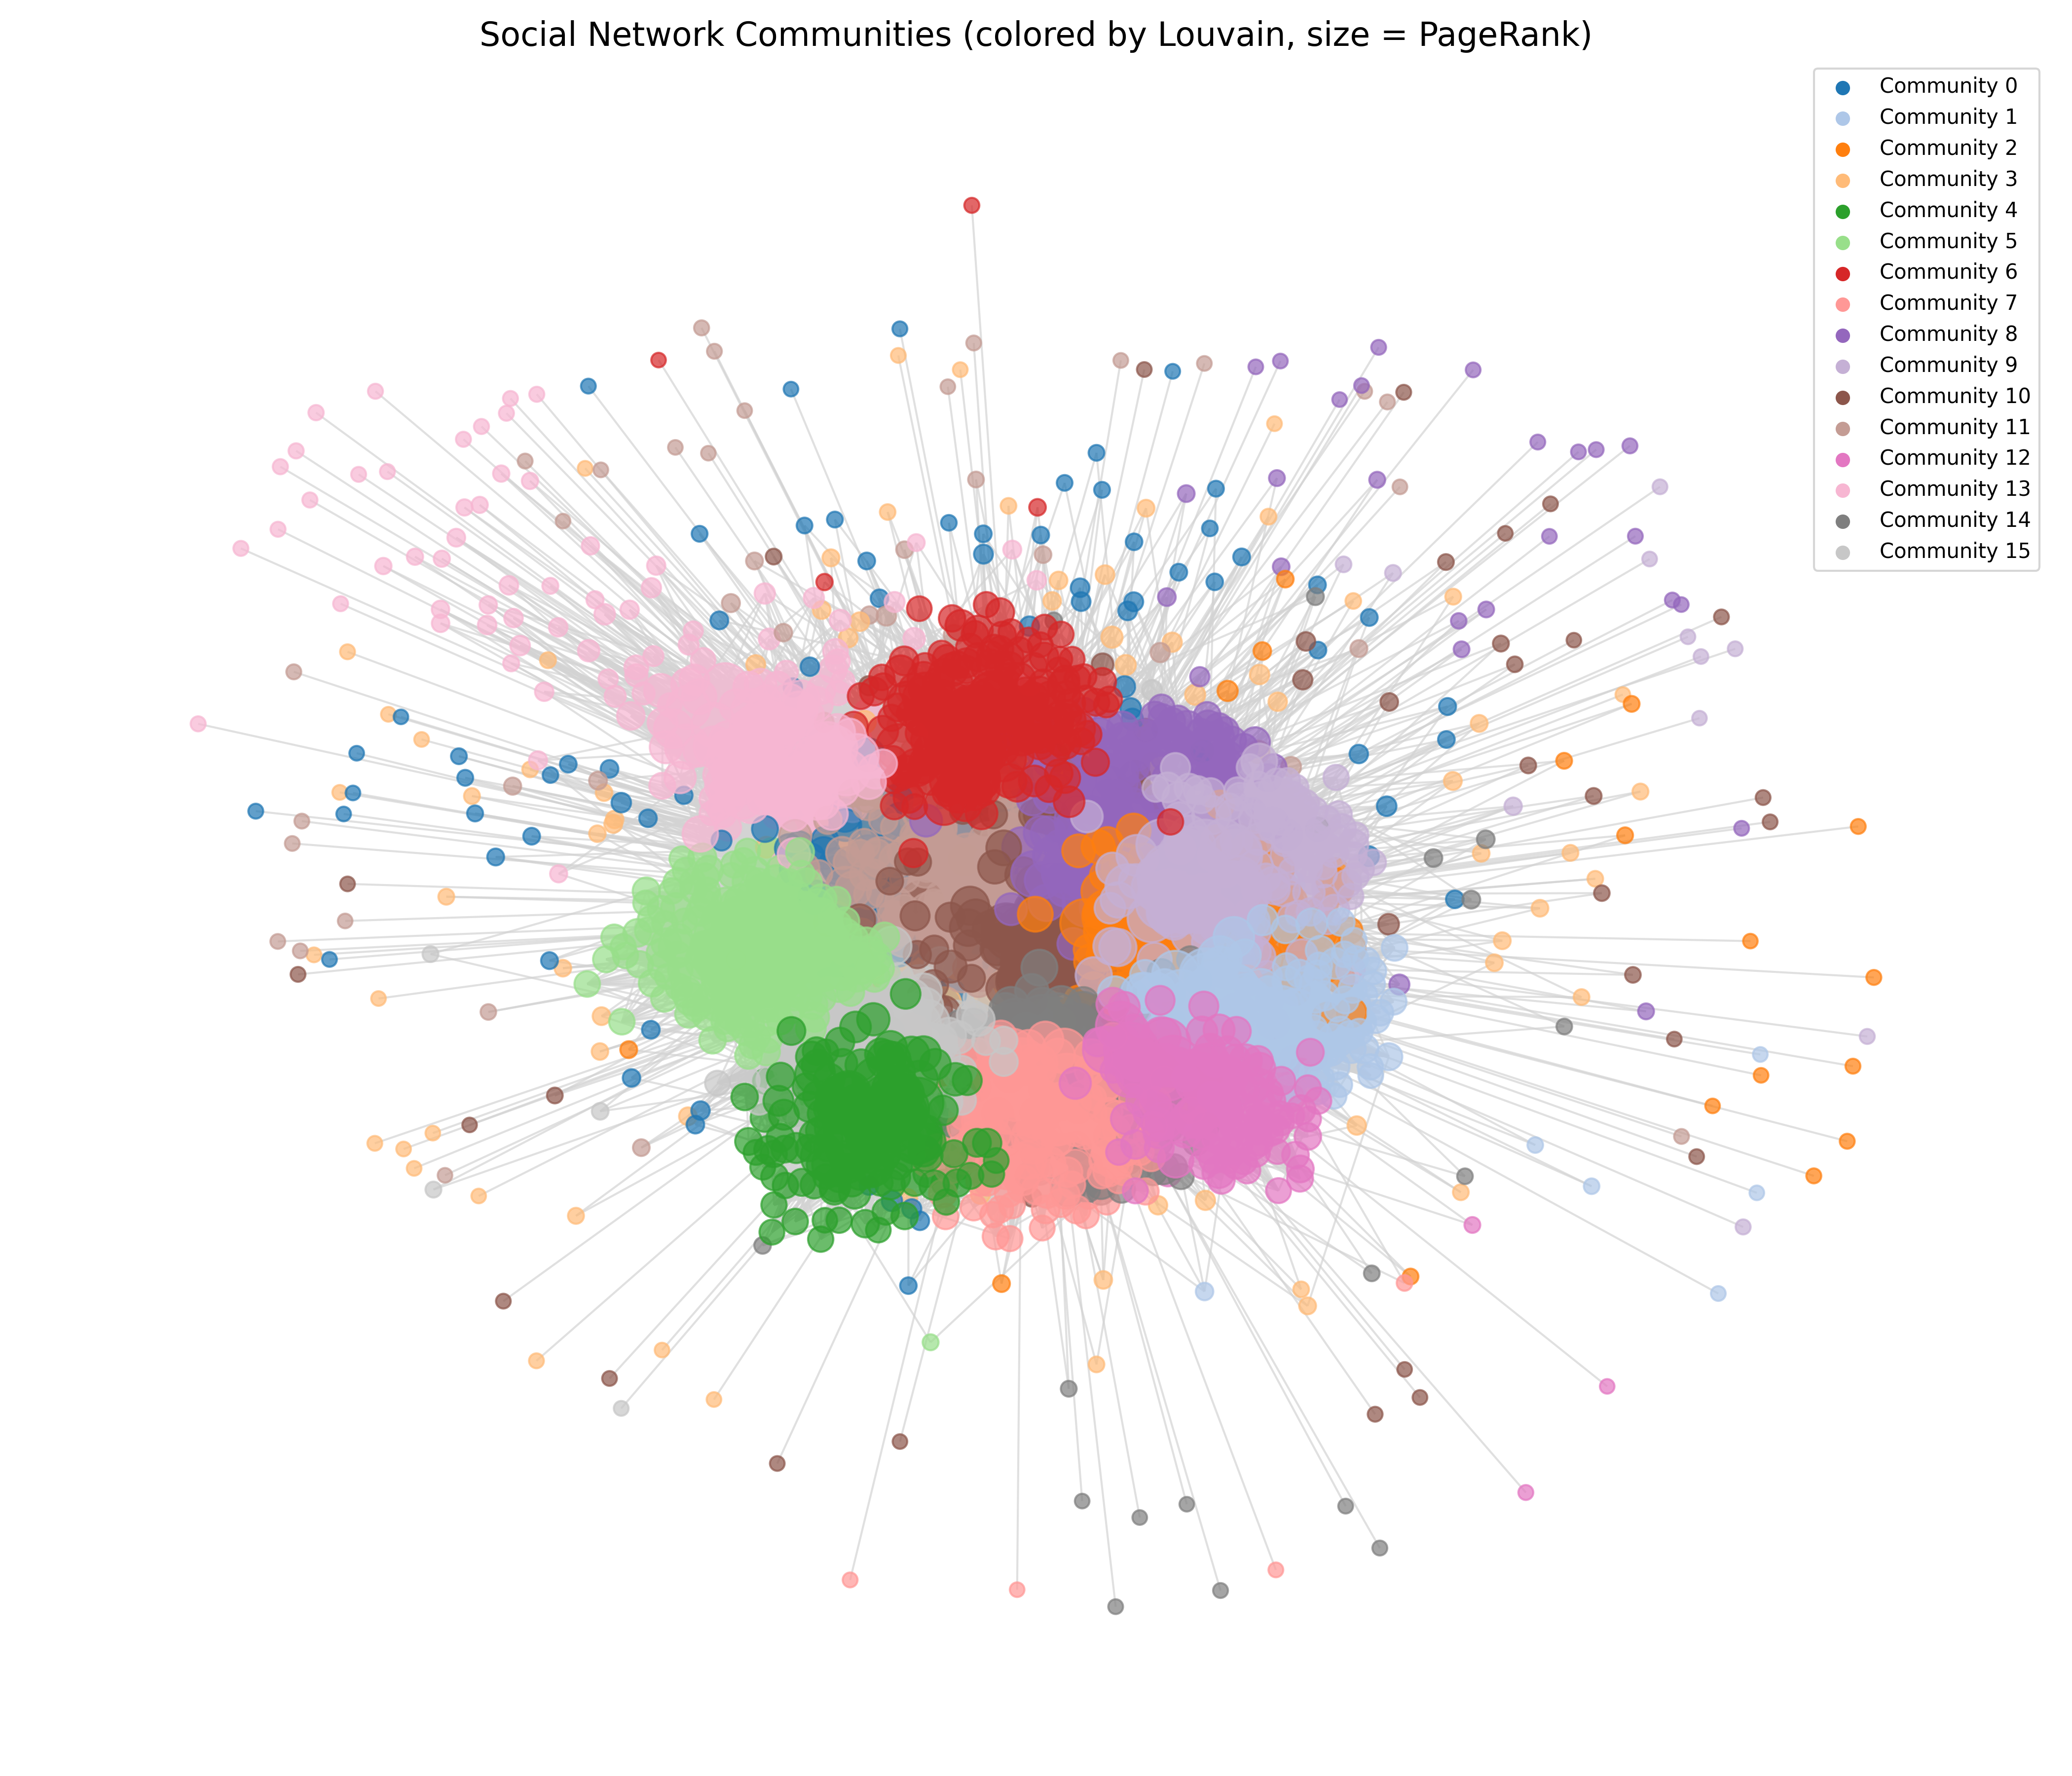 Social Network Communities (colored by Louvain, size = PageRank)
Community 0
Community 1
Community 2
Community 3
Community 4
Community 5
Community 6
Community 7
Community 8
Community 9
Community 10
Community 11
Community 12
Community 13
Community 14
Community 15